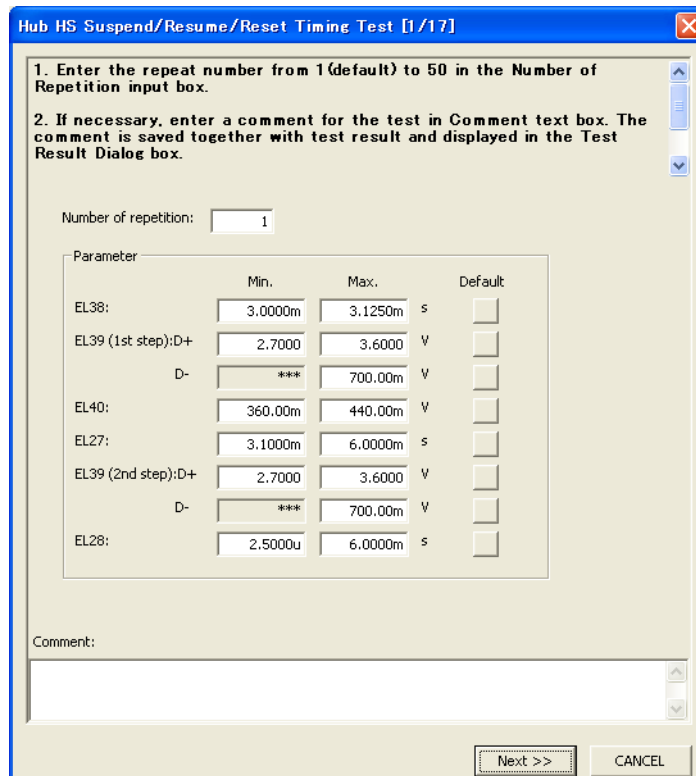 Hub HS Suspend/Resume/Reset Timing Test [1/17]
1. Enter the repeat number from 1(default) to 50 in the Number of
Repetition input box.
2. If necessary, enter a comment for the test in Comment text box. The
comment is saved together with test result and displayed in the Test
Result Dialog box.
Number of repetition: 1
Parameter
Min. Max. Default
EL38: 3.0000m 3.1250m s
EL39 (1st step):D+ 2.7000 3.6000 V
D- *** 700.00m V
EL40: 360.00m 440.00m V
EL27: 3.1000m 6.0000m s
EL39 (2nd step):D+ 2.7000 3.6000 V
D- *** 700.00m V
EL28: 2.5000u 6.0000m s
Comment:
Next >> CANCEL